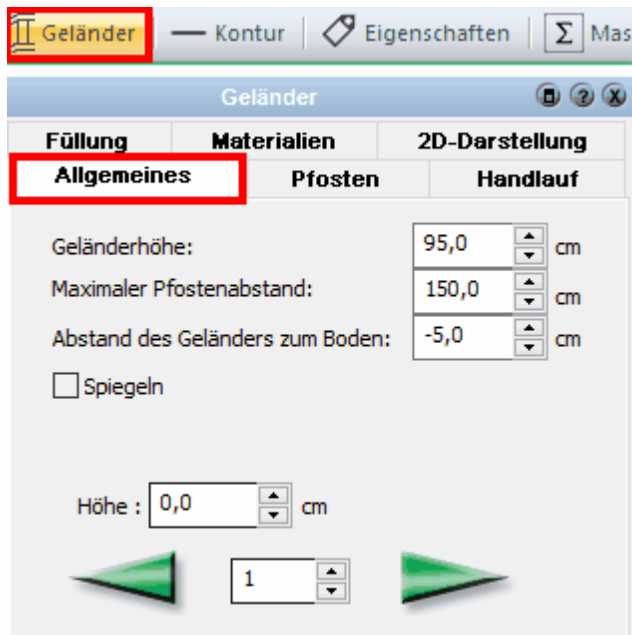 Geländer Kontur Eigenschaften Σ Mas
Geländer
Füllung Materialien 2D-Darstellung
Allgemeines Pfosten Handlauf
Geländerhöhe: 95,0 cm
Maximaler Pfostenabstand: 150,0 cm
Abstand des Geländers zum Boden: -5,0 cm
Spiegeln
Höhe : 0,0 cm
1